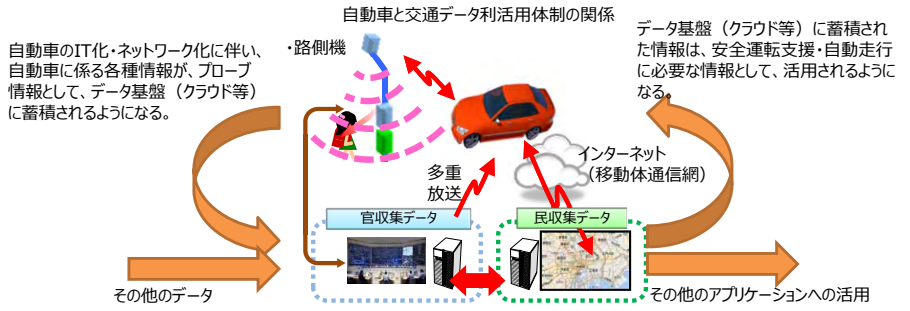 自動車と交通データ利活用体制の関係
自動車のIT化・ネットワーク化に伴い、
自動車に係る各種情報が、プローブ
情報として、データ基盤（クラウド等）
に蓄積されるようになる。
・路側機
データ基盤（クラウド等）に蓄積され
た情報は、安全運転支援・自動走行
に必要な情報として、活用されるように
なる。
多重
放送
インターネット
（移動体通信網）
官収集データ
民収集データ
その他のデータ
その他のアプリケーションへの活用